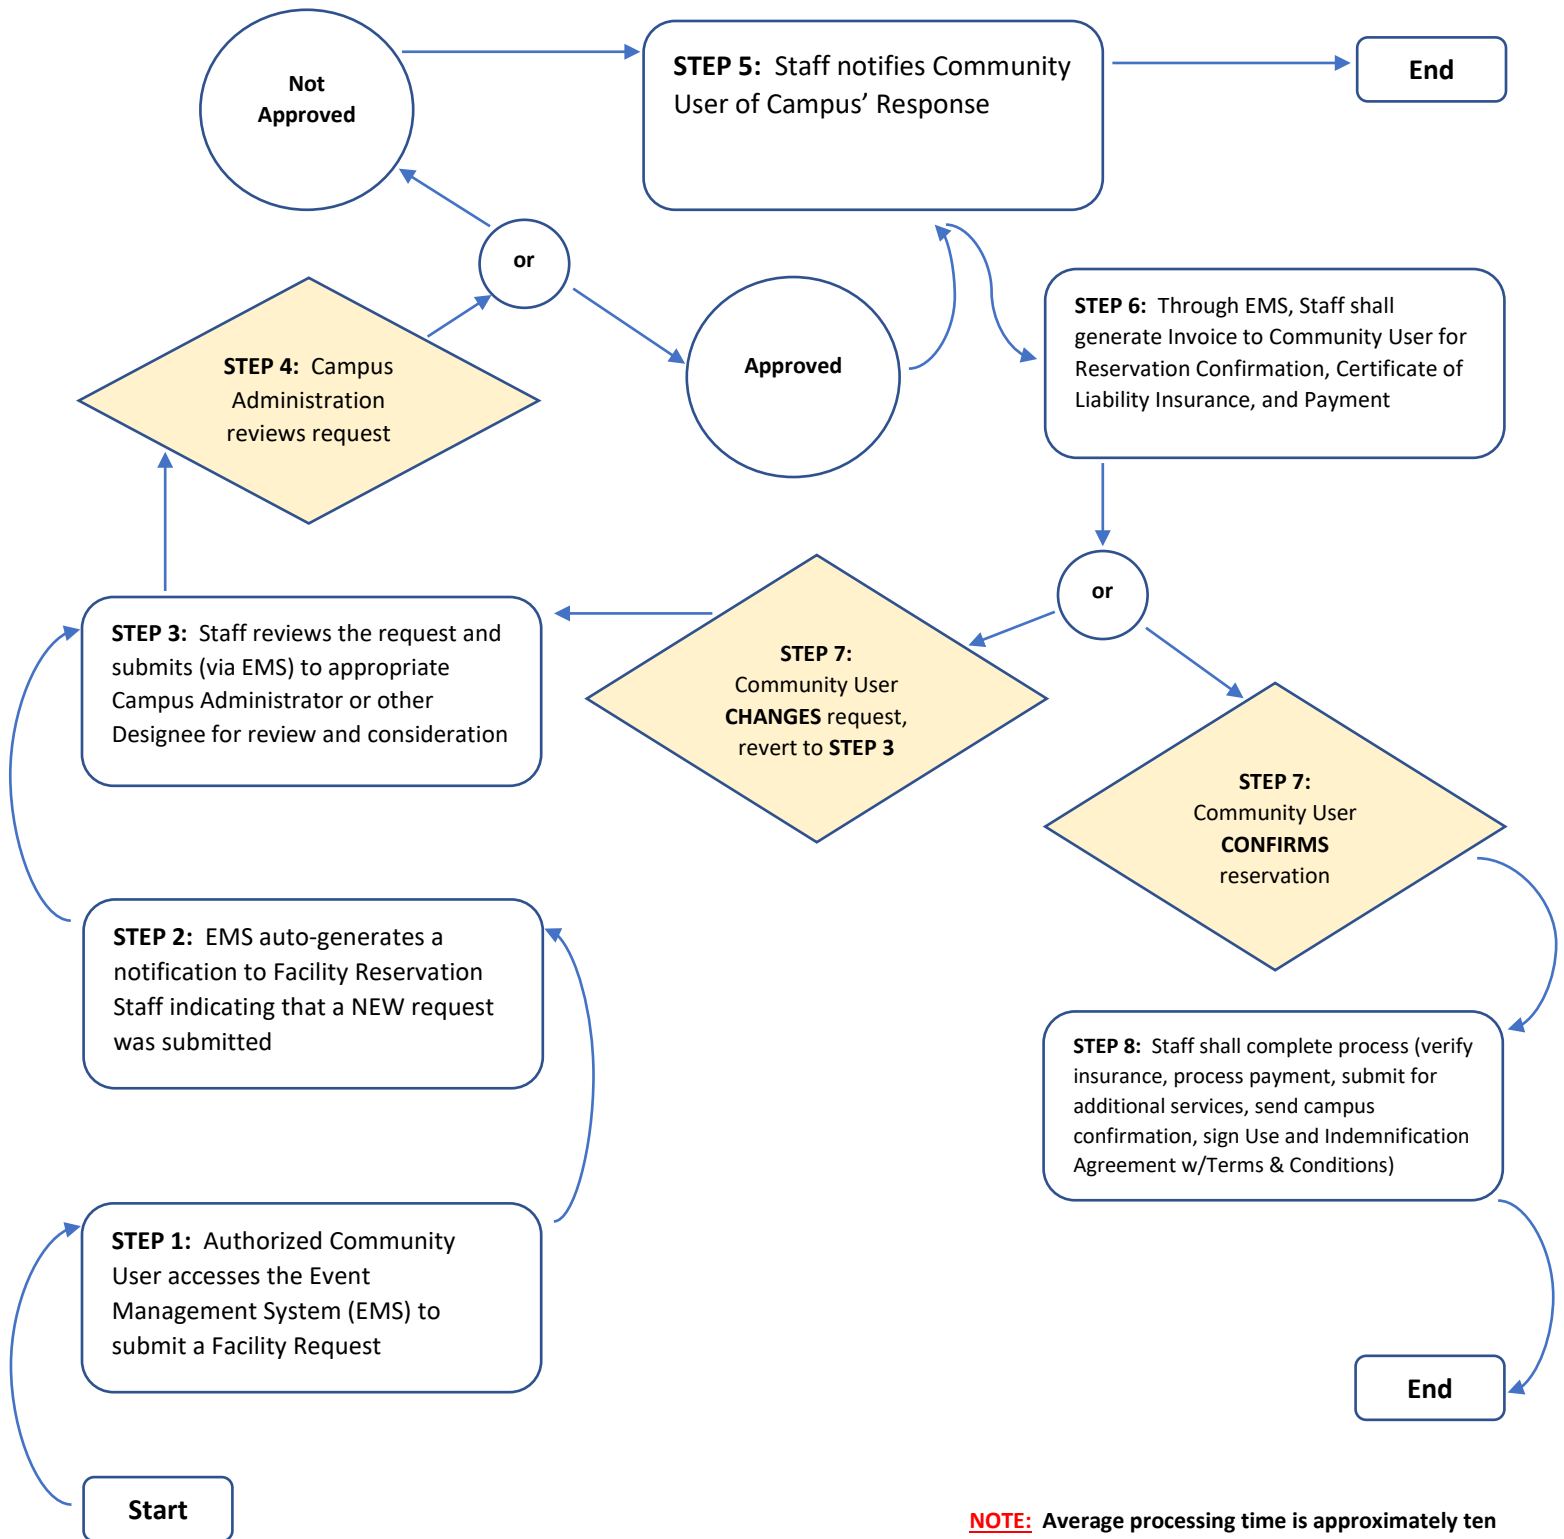 Not
Approved
STEP 5:  Staff notifies Community
User of Campus’ Response
End
or
STEP 4:  Campus
Administration
reviews request
Approved
STEP 6:  Through EMS, Staff shall
generate Invoice to Community User for
Reservation Confirmation, Certificate of
Liability Insurance, and Payment
or
STEP 3:  Staff reviews the request and
submits (via EMS) to appropriate
Campus Administrator or other
Designee for review and consideration
STEP 7:
Community User
CHANGES request,
revert to STEP 3
STEP 7:
Community User
CONFIRMS
reservation
STEP 2:  EMS auto-generates a
notification to Facility Reservation
Staff indicating that a NEW request
was submitted
STEP 8:  Staff shall complete process (verify
insurance, process payment, submit for
additional services, send campus
confirmation, sign Use and Indemnification
Agreement w/Terms & Conditions)
STEP 1:  Authorized Community
User accesses the Event
Management System (EMS) to
submit a Facility Request
End
Start
NOTE:  Average processing time is approximately ten